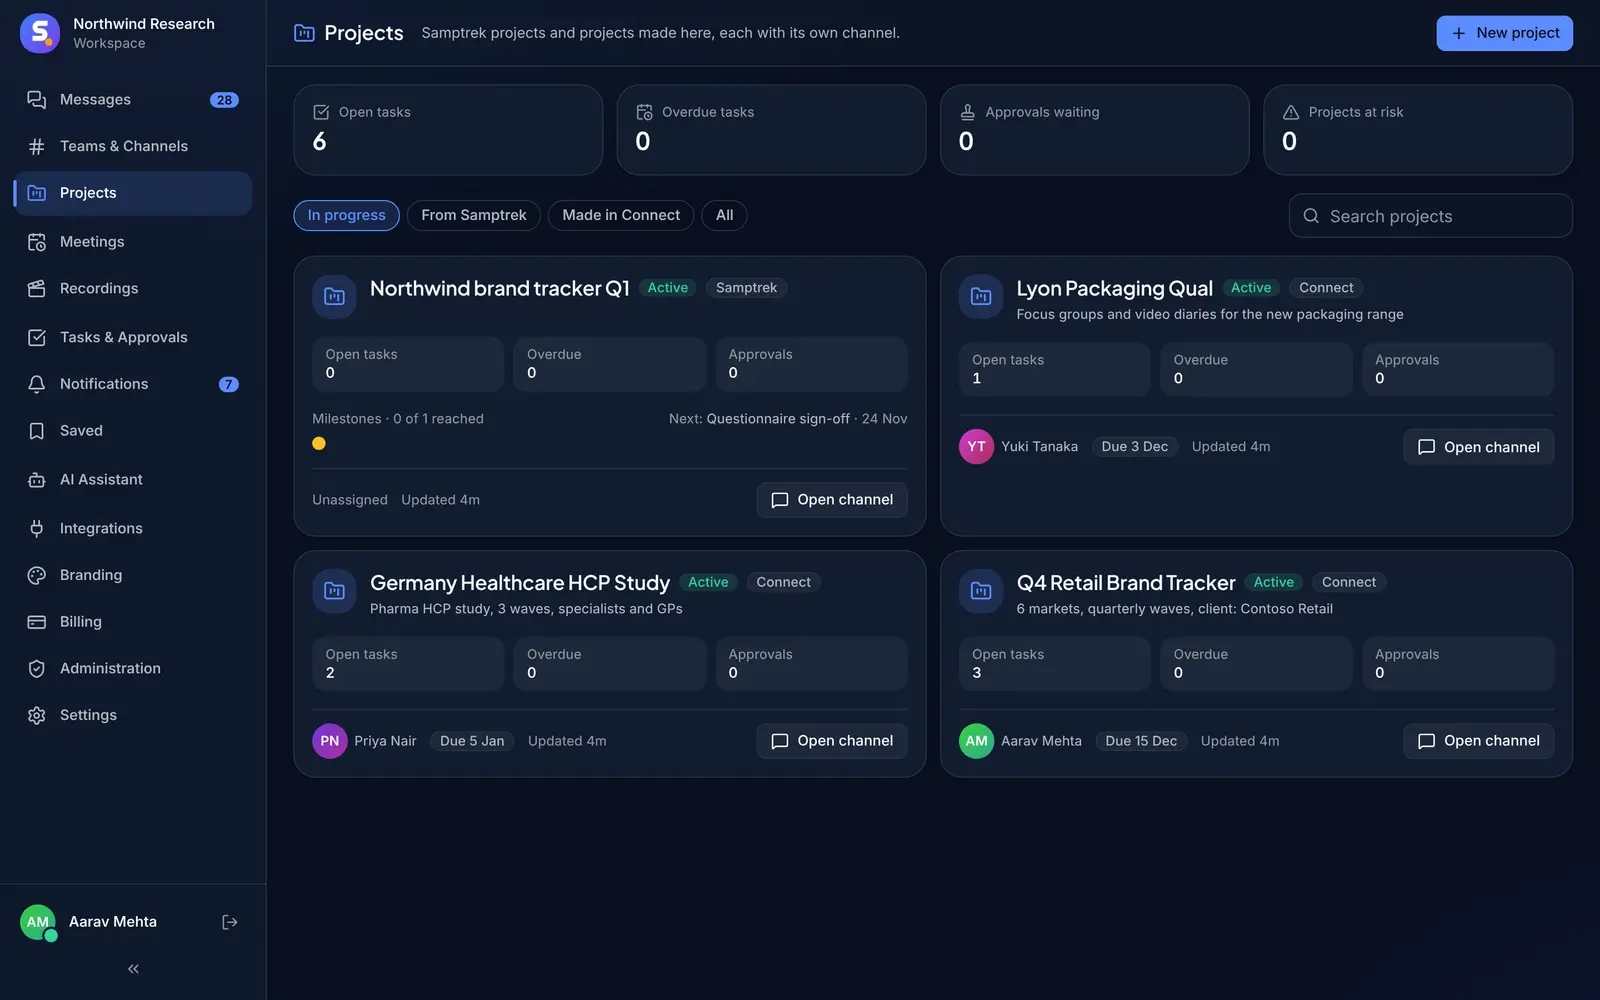 Northwind Research
Workspace
Messages 28
Teams & Channels
Projects
Meetings
Recordings
Tasks & Approvals
Notifications 7
Saved
AI Assistant
Integrations
Branding
Billing
Administration
Settings
AM Aarav Mehta
Projects Samptrek projects and projects made here, each with its own channel.
New project
Open tasks
6
Overdue tasks
0
Approvals waiting
0
Projects at risk
0
In progress From Samptrek Made in Connect All
Search projects
Northwind brand tracker Q1 Active Samptrek
Open tasks
0
Overdue
0
Approvals
0
Milestones · 0 of 1 reached
Next: Questionnaire sign-off · 24 Nov
Unassigned Updated 4m
Open channel
Lyon Packaging Qual Active Connect
Focus groups and video diaries for the new packaging range
Open tasks
1
Overdue
0
Approvals
0
YT Yuki Tanaka Due 3 Dec Updated 4m
Open channel
Germany Healthcare HCP Study Active Connect
Pharma HCP study, 3 waves, specialists and GPs
Open tasks
2
Overdue
0
Approvals
0
PN Priya Nair Due 5 Jan Updated 4m
Open channel
Q4 Retail Brand Tracker Active Connect
6 markets, quarterly waves, client: Contoso Retail
Open tasks
3
Overdue
0
Approvals
0
AM Aarav Mehta Due 15 Dec Updated 4m
Open channel